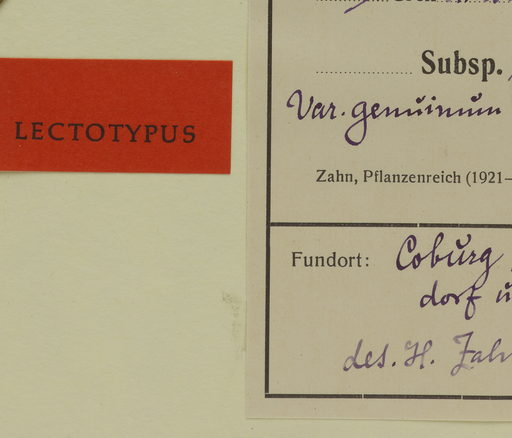 Subsp.
LECTOTYPUS
Var. genuinum
Zahn, Pflanzenreich (1921–
Fundort: Coburg
dorf u
des. H. Zahn